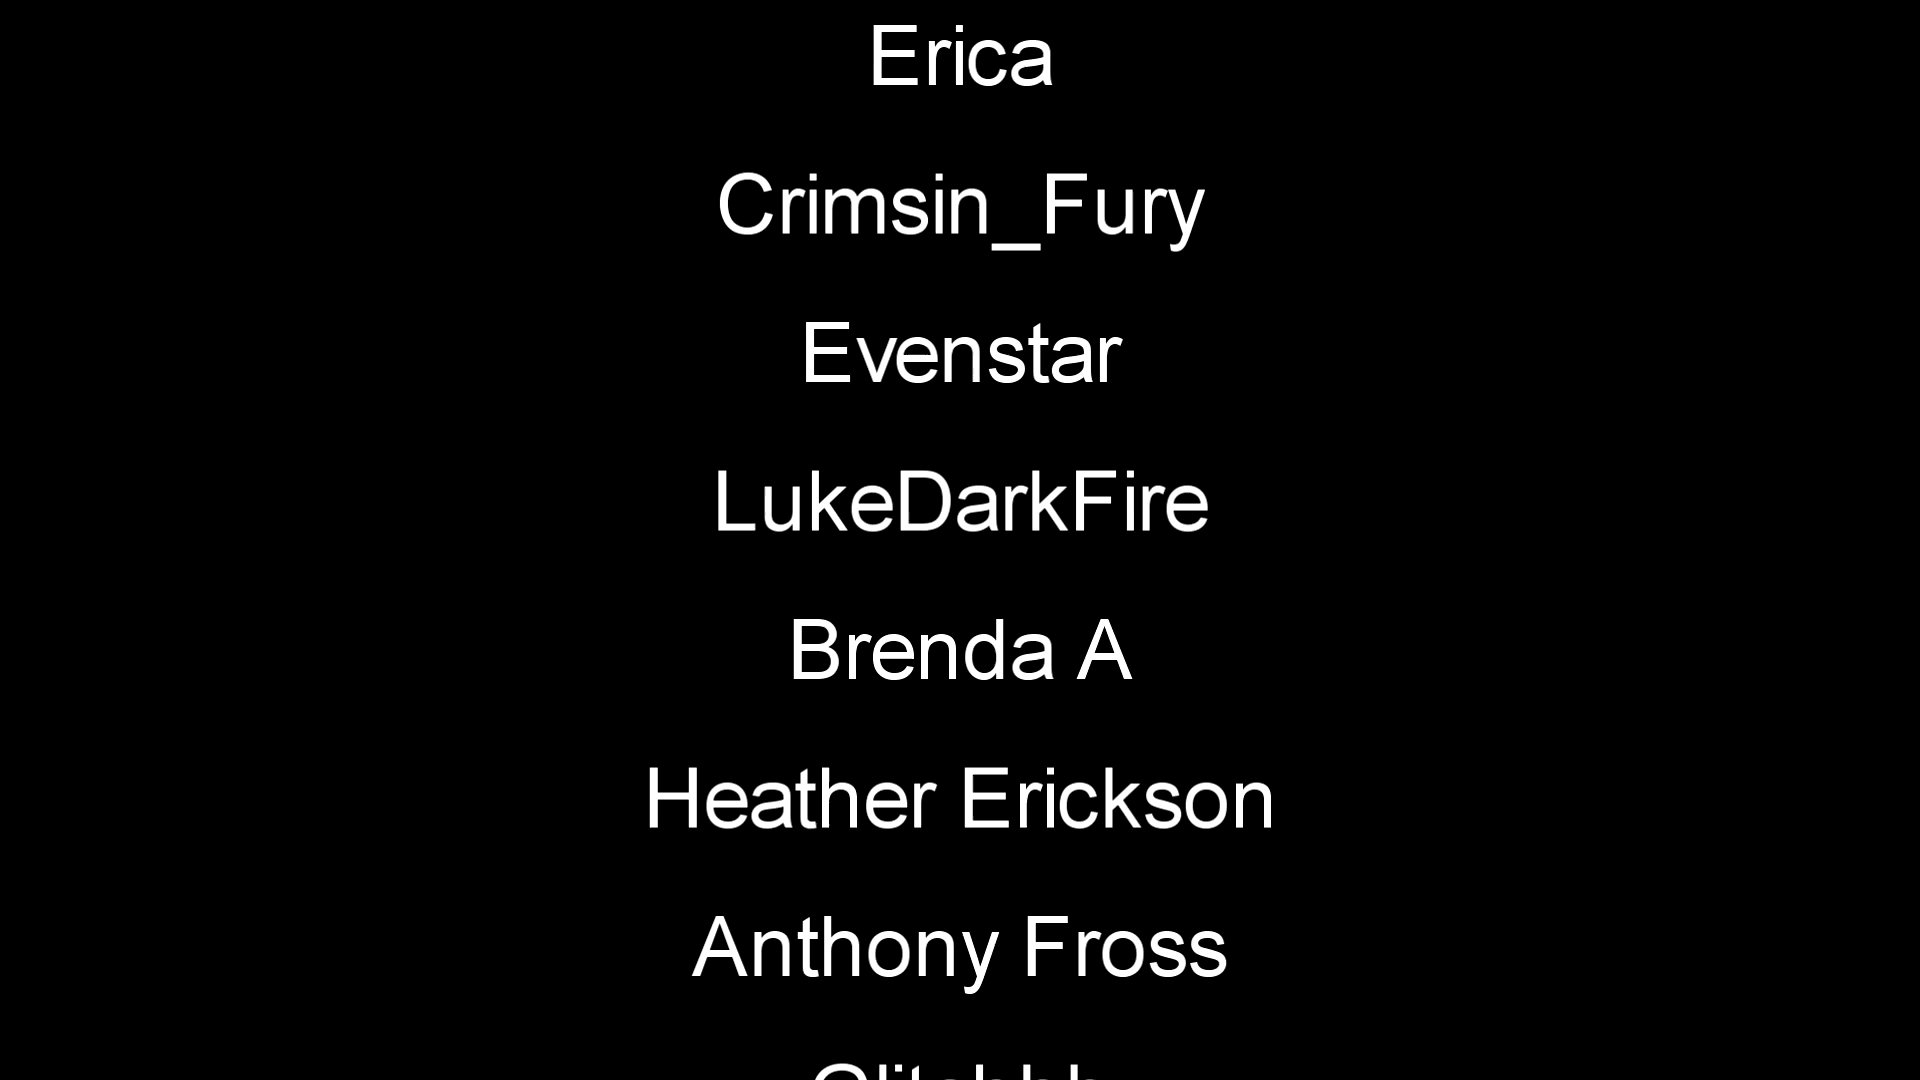 Erica
Crimsin_Fury
Evenstar
LukeDarkFire
Brenda A
Heather Erickson
Anthony Fross